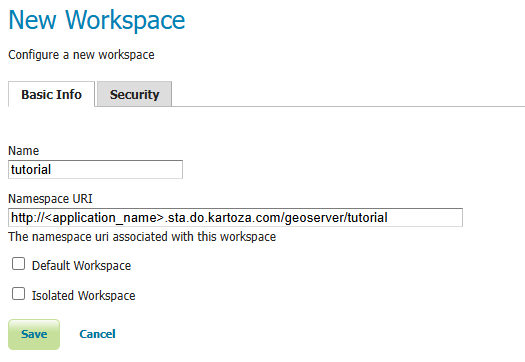 New Workspace
Configure a new workspace
Basic Info Security
Name
tutorial
Namespace URI
http://<application_name>.sta.do.kartoza.com/geoserver/tutorial
The namespace uri associated with this workspace
Default Workspace
Isolated Workspace
Save Cancel